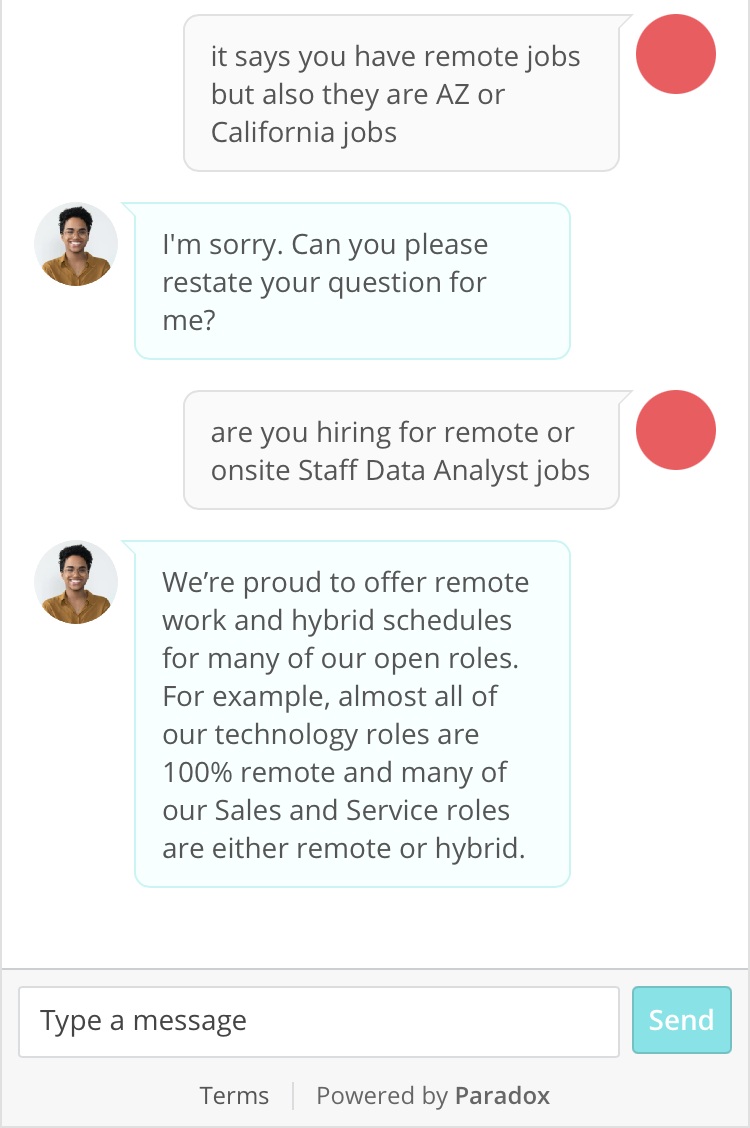 it says you have remote jobs
but also they are AZ or
California jobs
I'm sorry. Can you please
restate your question for
me?
are you hiring for remote or
onsite Staff Data Analyst jobs
We’re proud to offer remote
work and hybrid schedules
for many of our open roles.
For example, almost all of
our technology roles are
100% remote and many of
our Sales and Service roles
are either remote or hybrid.
Type a message
Send
Terms
Powered by Paradox